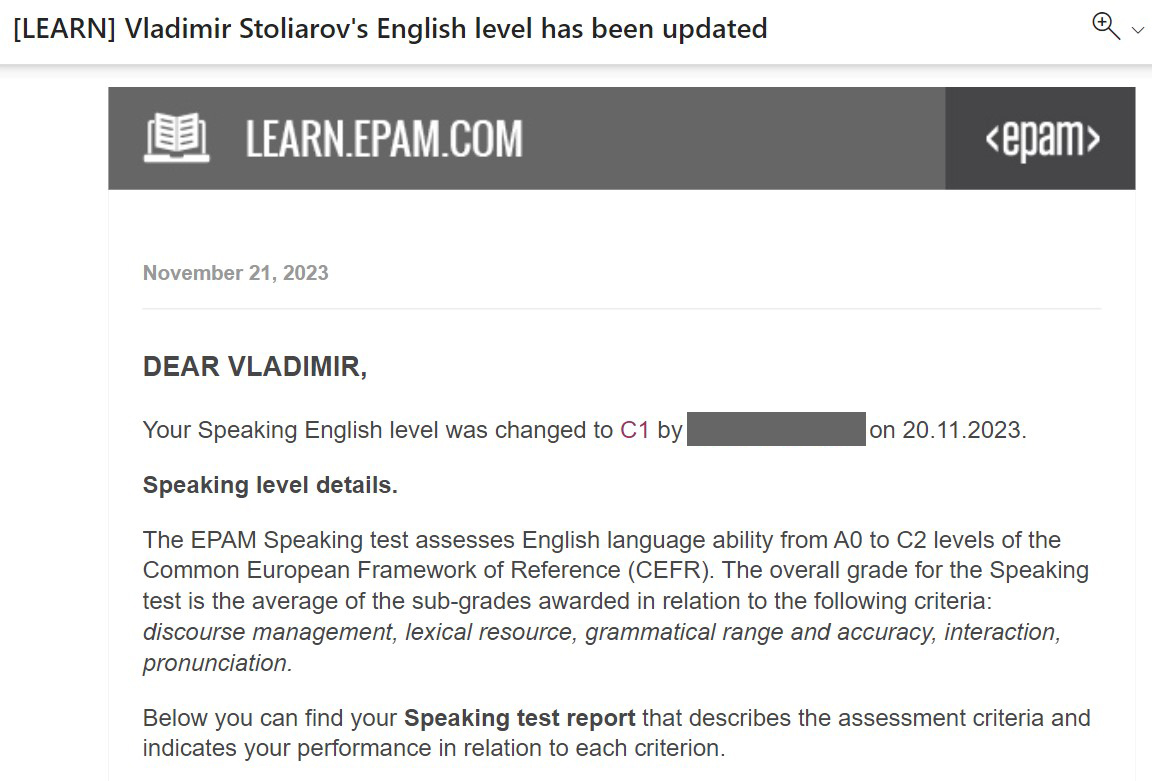 [LEARN] Vladimir Stoliarov's English level has been updated
LEARN.EPAM.COM
<epam>
November 21, 2023
DEAR VLADIMIR,
Your Speaking English level was changed to C1 by on 20.11.2023.
Speaking level details.
The EPAM Speaking test assesses English language ability from A0 to C2 levels of the
Common European Framework of Reference (CEFR). The overall grade for the Speaking
test is the average of the sub-grades awarded in relation to the following criteria:
discourse management, lexical resource, grammatical range and accuracy, interaction,
pronunciation.
Below you can find your Speaking test report that describes the assessment criteria and
indicates your performance in relation to each criterion.